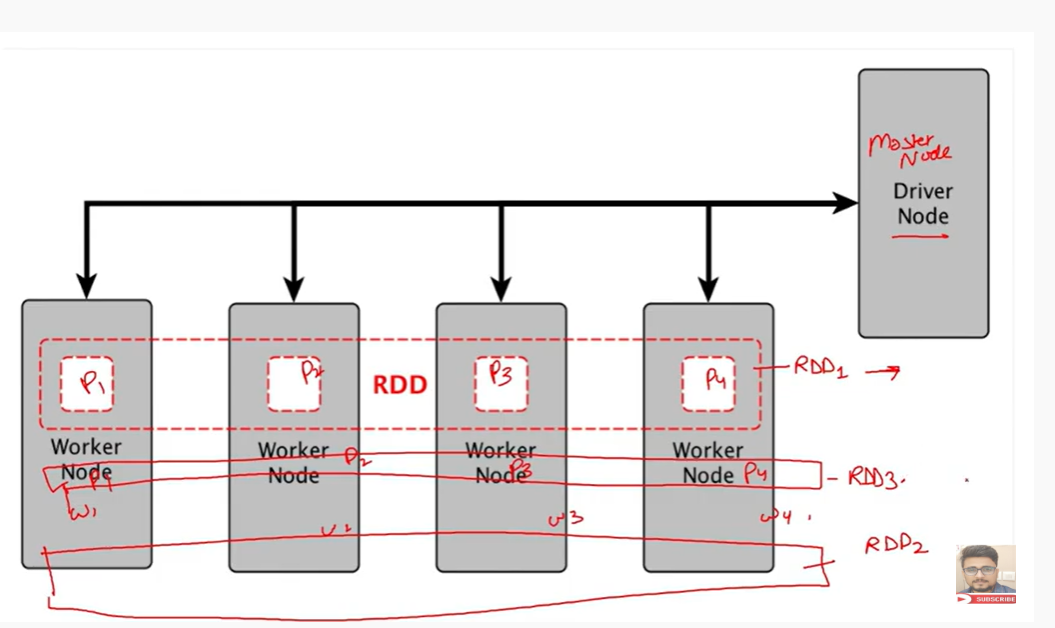 Master
Node
Driver
Node
P1
P2
RDD
P3
P4
RDD1
Worker
Node
Worker
Node
Worker
Node
Worker
Node
P1
P2
P3
P4
RDD3.
W1
W3
W4
RDD2
SUBSCRIBE